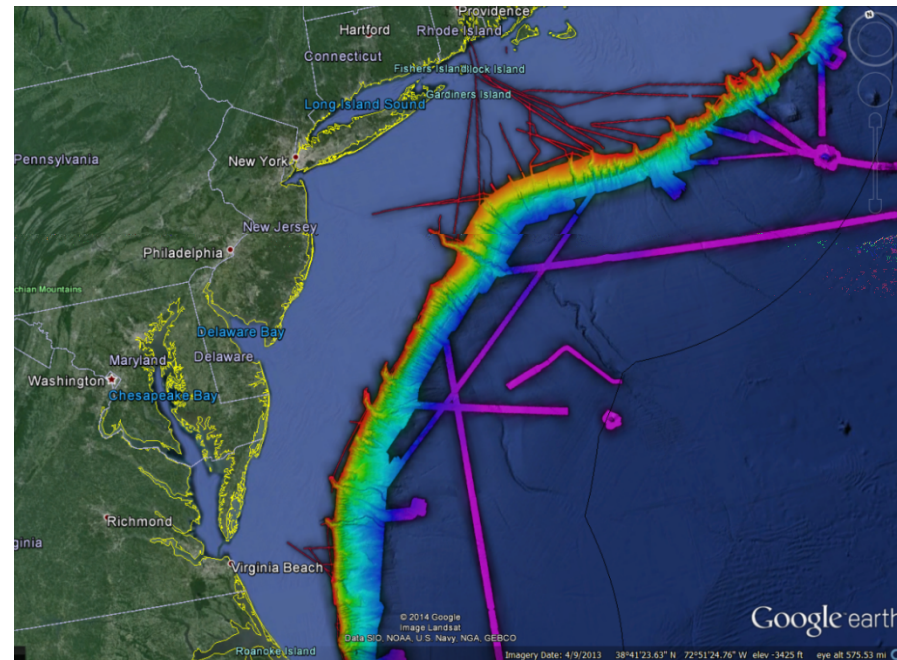 Providence
Hartford
Rhode Island
Connecticut
Fishers Island
Block Island
Gardiners Island
Long Island Sound
New York
Pennsylvania
New Jersey
Philadelphia
chian Mountains
Delaware Bay
Maryland
Delaware
Washington
Chesapeake Bay
Richmond
ginia
Virginia Beach
© 2014 Google
Image Landsat
Data SIO, NOAA, U.S. Navy, NGA, GEBCO
Google earth
Roanoke Island
Imagery Date: 4/9/2013 38°41'23.63" N 72°51'24.76" W elev -3425 ft eye alt 575.53 mi